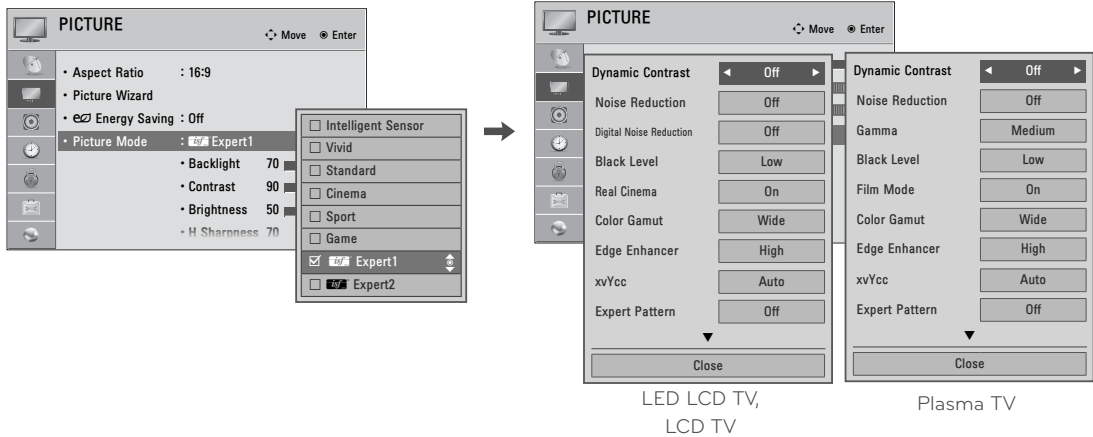 PICTURE
Move Enter
• Aspect Ratio : 16:9
• Picture Wizard
• Energy Saving : Off
• Picture Mode : isf Expert1
• Backlight 70
• Contrast 90
• Brightness 50
• H Sharpness 70
Intelligent Sensor
Vivid
Standard
Cinema
Sport
Game
isf Expert1
isf Expert2
PICTURE
Move Enter
Dynamic Contrast Off
Noise Reduction Off
Digital Noise Reduction Off
Black Level Low
Real Cinema On
Color Gamut Wide
Edge Enhancer High
xvYcc Auto
Expert Pattern Off
Close
LED LCD TV,
LCD TV
Dynamic Contrast Off
Noise Reduction Off
Gamma Medium
Black Level Low
Film Mode On
Color Gamut Wide
Edge Enhancer High
xvYcc Auto
Expert Pattern Off
Close
Plasma TV